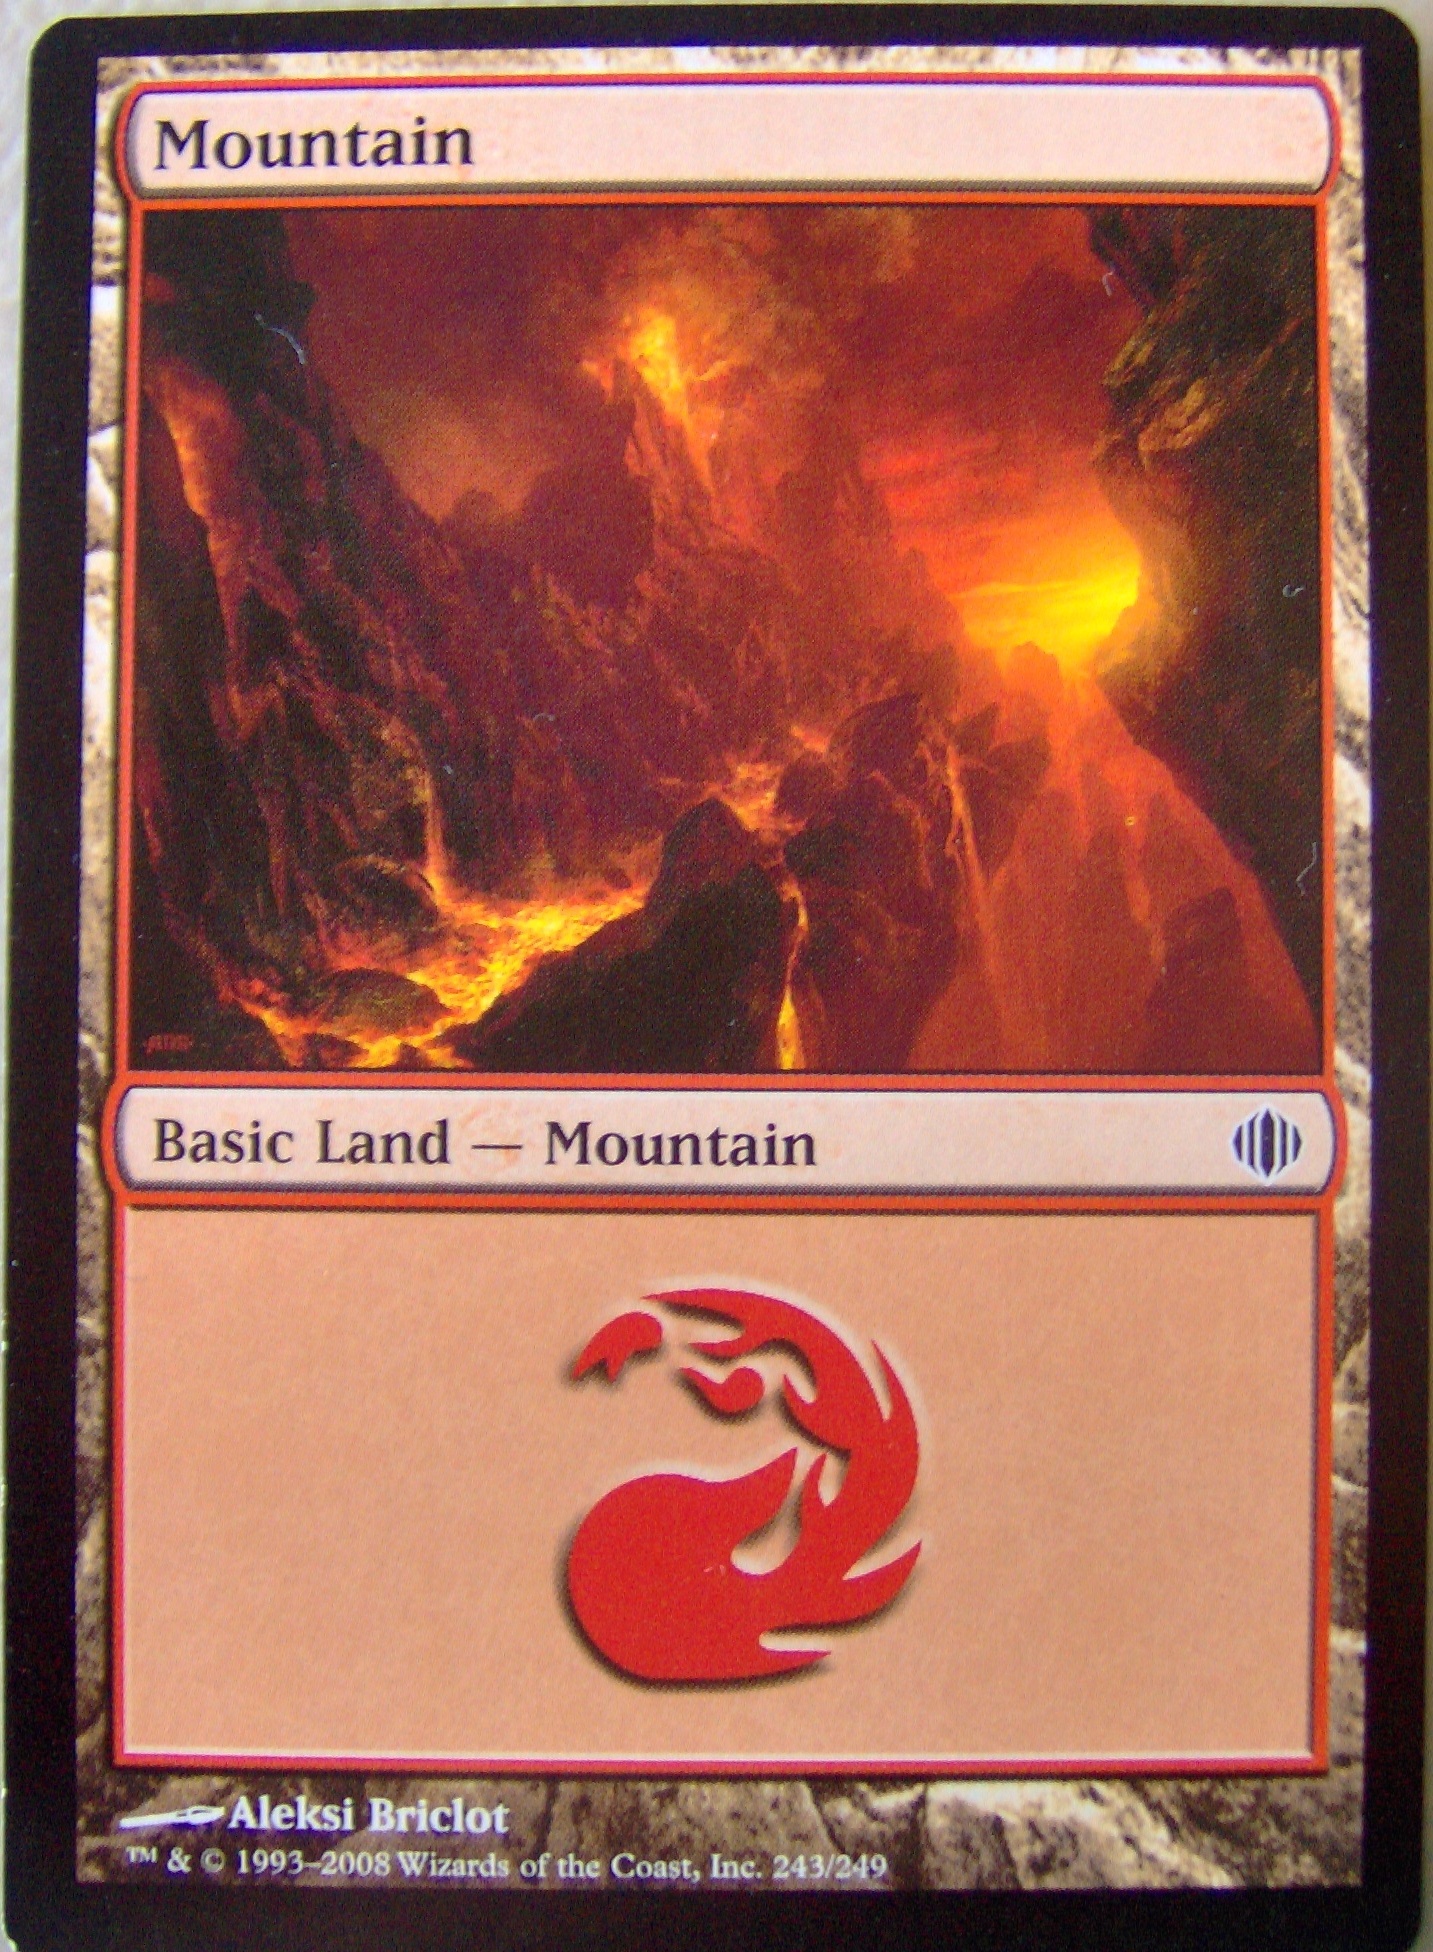 Mountain
Basic Land — Mountain
Aleksi Briclot
™ & © 1993–2008 Wizards of the Coast, Inc. 243/249